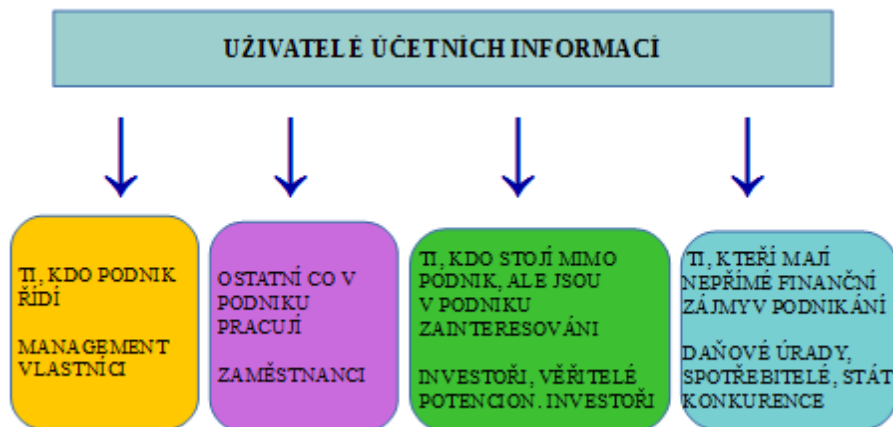 UŽIVATELÉ ÚČETNÍCH INFORMACÍ
TI, KDO PODNIK
ŘÍDÍ
MANAGEMENT
VLASTNÍCI
OSTATNÍ CO V
PODNIKU
PRACUJÍ
ZAMĚSTNANCI
TI, KDO STOJÍ MIMO
PODNIK, ALE JSOU
V PODNIKU
ZAINTERESOVÁNI
INVESTOŘI, VĚŘITELÉ
POTENCION. INVESTOŘI
TI, KTEŘÍ MAJÍ
NEPŘÍMÉ FINANČNÍ
ZÁJMY V PODNIKÁNÍ
DAŇOVÉ ÚRADY,
SPOTŘEBITELÉ, STÁT
KONKURENCE